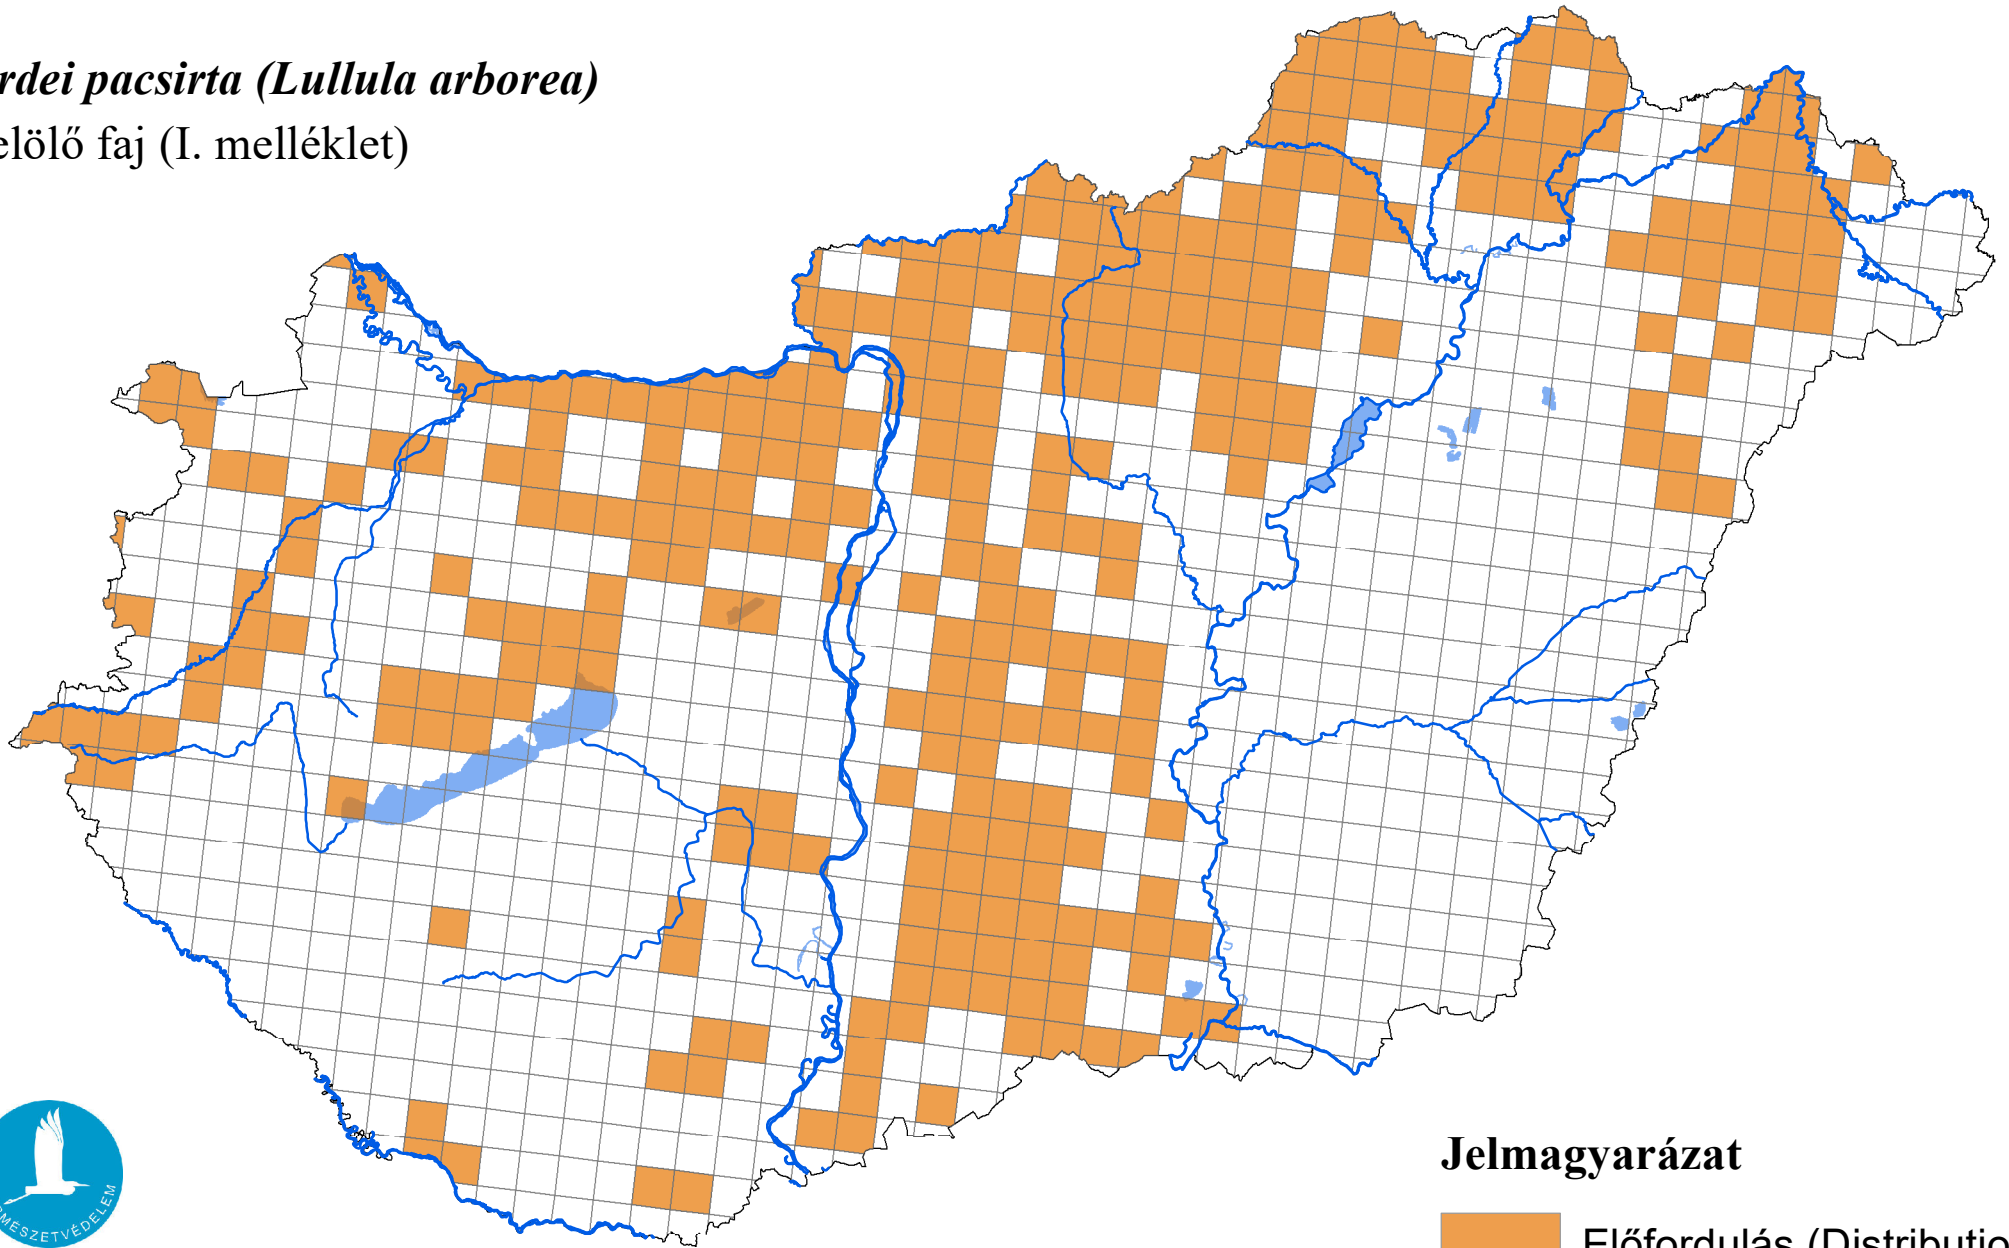 rdei pacsirta (Lullula arborea)
elölő faj (I. melléklet)
Jelmagyarázat
Előfordulás (Distributio
MÉSZETVÉDELEM